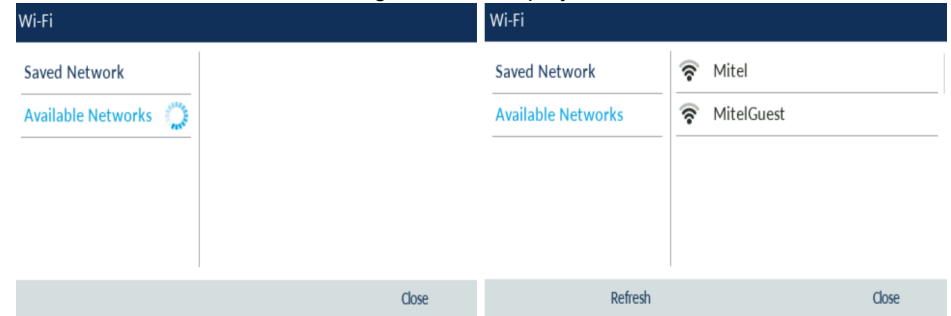 Wi-Fi
Saved Network
Available Networks
Close
Wi-Fi
Saved Network
Mitel
Available Networks
MitelGuest
Refresh
Close